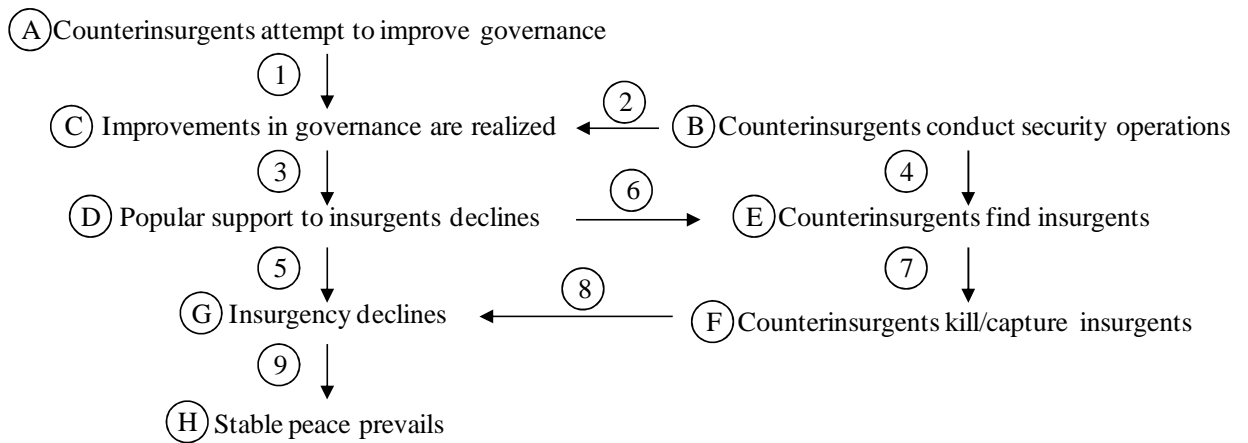 A Counterinsurgents attempt to improve governance
1
C Improvements in governance are realized
2
B Counterinsurgents conduct security operations
3
4
D Popular support to insurgents declines
6
E Counterinsurgents find insurgents
5
7
G Insurgency declines
8
F Counterinsurgents kill/capture insurgents
9
H Stable peace prevails